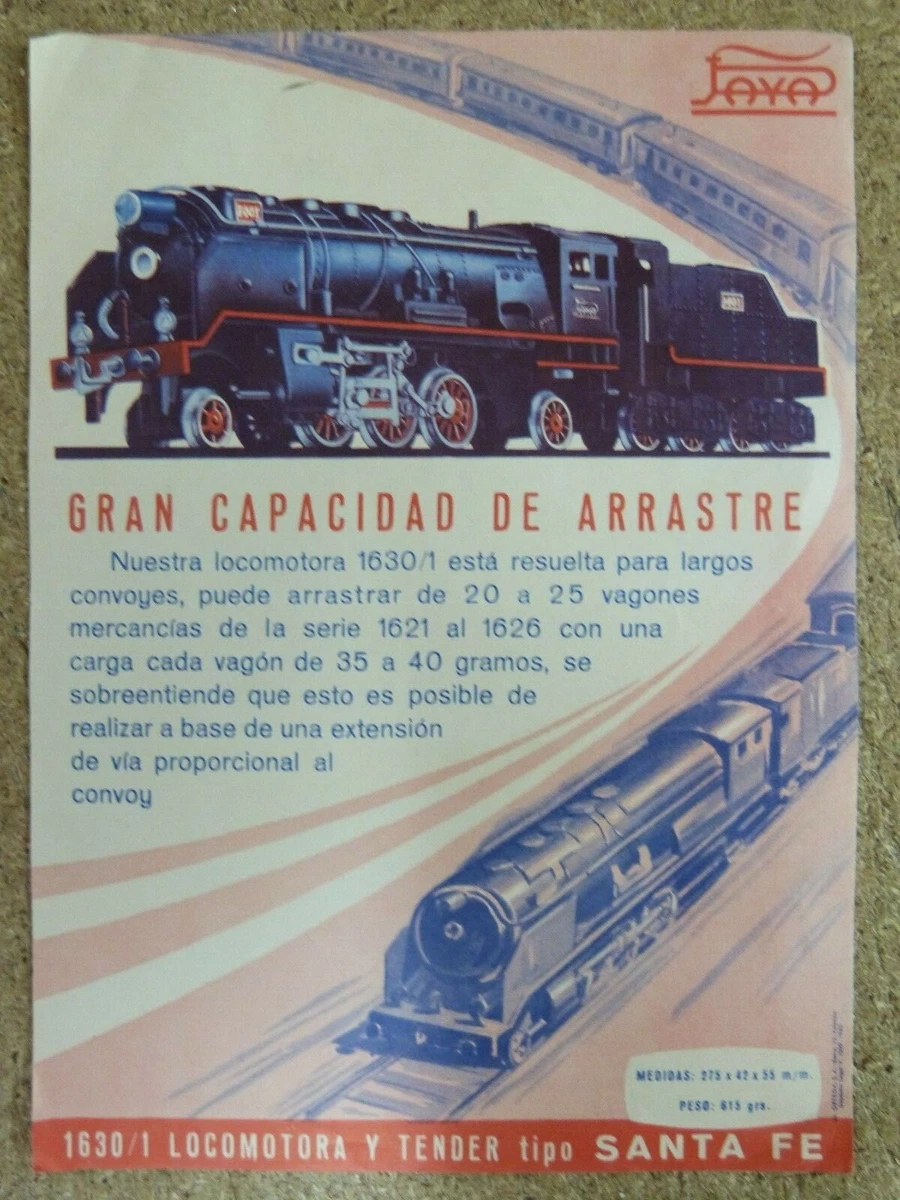 PAYA
2001
2001
GRAN CAPACIDAD DE ARRASTRE
Nuestra locomotora 1630/1 está resuelta para largos
convoyes, puede arrastrar de 20 a 25 vagones
mercancías de la serie 1621 al 1626 con una
carga cada vagón de 35 a 40 gramos, se
sobreentiende que esto es posible de
realizar a base de una extensión
de vía proporcional al
convoy
MEDIDAS: 275 x 42 x 55 m/m.
PESO: 615 grs.
1630/1 LOCOMOTORA Y TENDER tipo SANTA FE